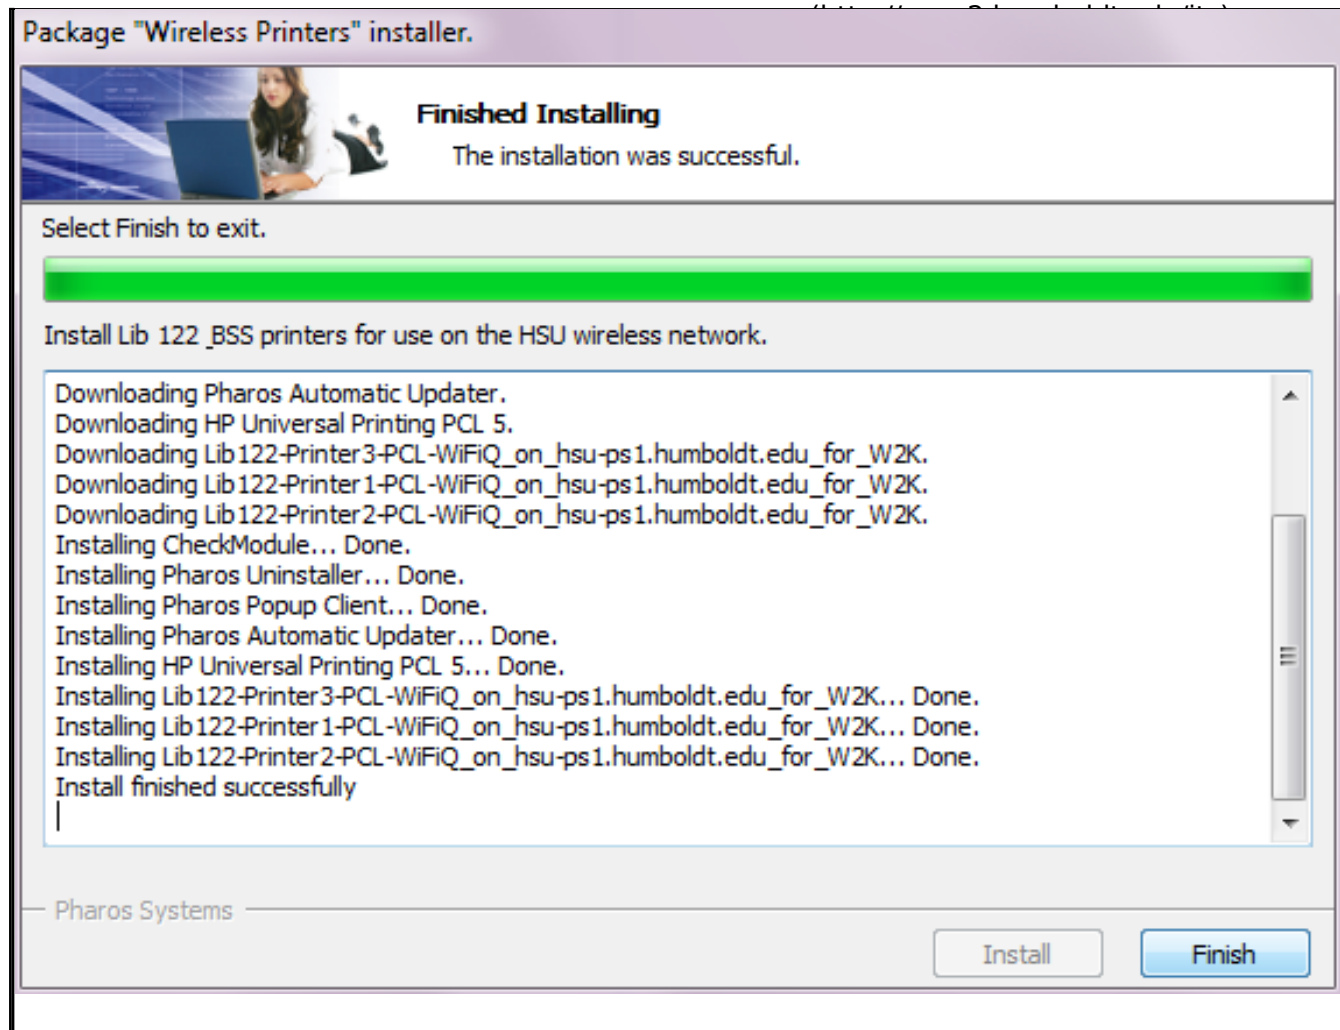 Package "Wireless Printers" installer.
Finished Installing
The installation was successful.
Select Finish to exit.
Install Lib 122 _BSS printers for use on the HSU wireless network.
Downloading Pharos Automatic Updater.
Downloading HP Universal Printing PCL 5.
Downloading Lib122-Printer3-PCL-WiFiQ_on_hsu-ps1.humboldt.edu_for_W2K.
Downloading Lib122-Printer1-PCL-WiFiQ_on_hsu-ps1.humboldt.edu_for_W2K.
Downloading Lib122-Printer2-PCL-WiFiQ_on_hsu-ps1.humboldt.edu_for_W2K.
Installing CheckModule... Done.
Installing Pharos Uninstaller... Done.
Installing Pharos Popup Client... Done.
Installing Pharos Automatic Updater... Done.
Installing HP Universal Printing PCL 5... Done.
Installing Lib122-Printer3-PCL-WiFiQ_on_hsu-ps1.humboldt.edu_for_W2K... Done.
Installing Lib122-Printer1-PCL-WiFiQ_on_hsu-ps1.humboldt.edu_for_W2K... Done.
Installing Lib122-Printer2-PCL-WiFiQ_on_hsu-ps1.humboldt.edu_for_W2K... Done.
Install finished successfully
Pharos Systems
Install
Finish